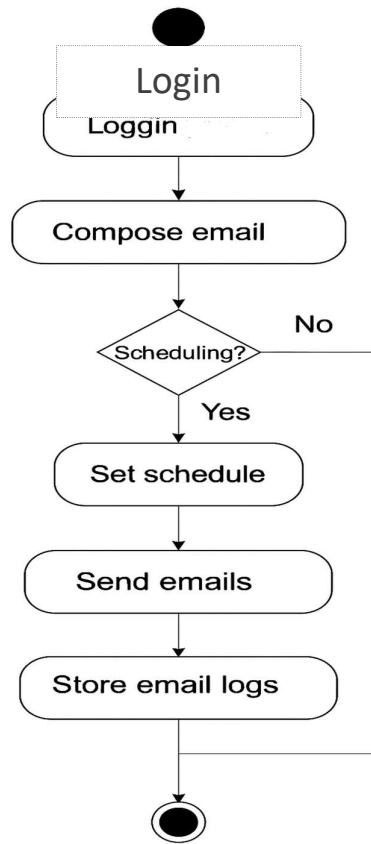 Login
Loggin
Compose email
No
Scheduling?
Yes
Set schedule
Send emails
Store email logs